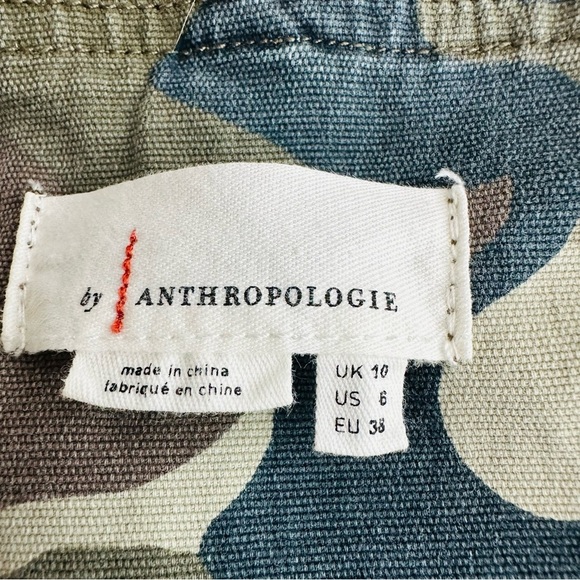 by ANTHROPOLOGIE
made in china
fabriqué en chine
UK 10
US 6
EU 38